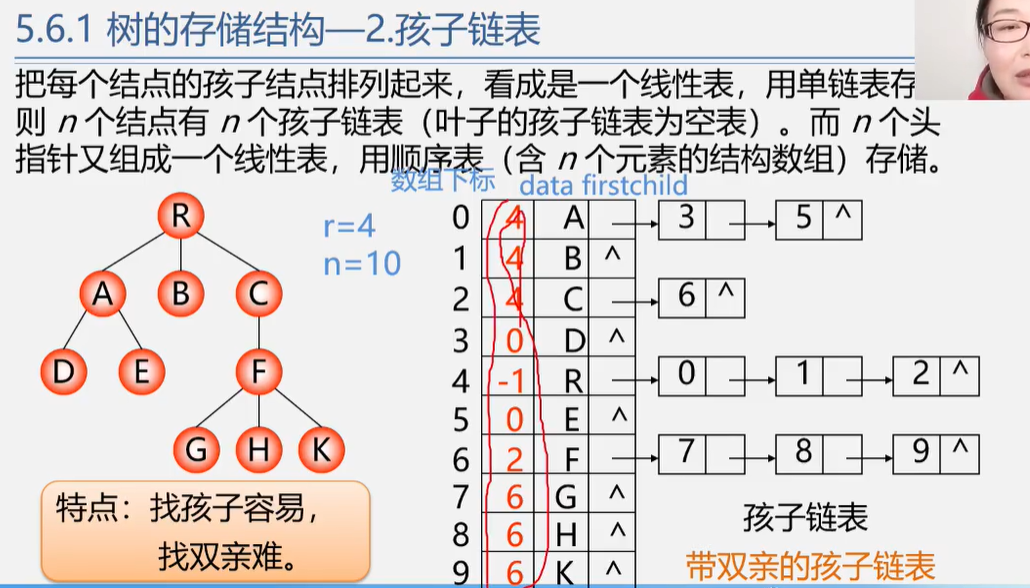 5.6.1 树的存储结构—2.孩子链表
把每个结点的孩子结点排列起来，看成是一个线性表，用单链表存
则 n 个结点有 n 个孩子链表（叶子的孩子链表为空表）。而 n 个头
指针又组成一个线性表，用顺序表（含 n 个元素的结构数组）存储。
数组下标 data firstchild
R
A B C
D E F
G H K
r=4
n=10
0 4 A 3 5 ^
1 4 B ^
2 4 C 6 ^
3 0 D ^
4 -1 R 0 1 2 ^
5 0 E ^
6 2 F 7 8 9 ^
7 6 G ^
8 6 H ^
9 6 K ^
特点：找孩子容易，
找双亲难。
孩子链表
带双亲的孩子链表